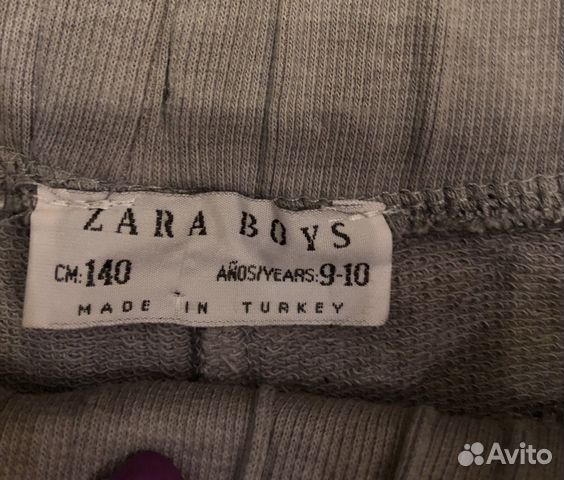 ZARA BOYS
CM: 140 AÑOS/YEARS: 9-10
MADE IN TURKEY
Avito